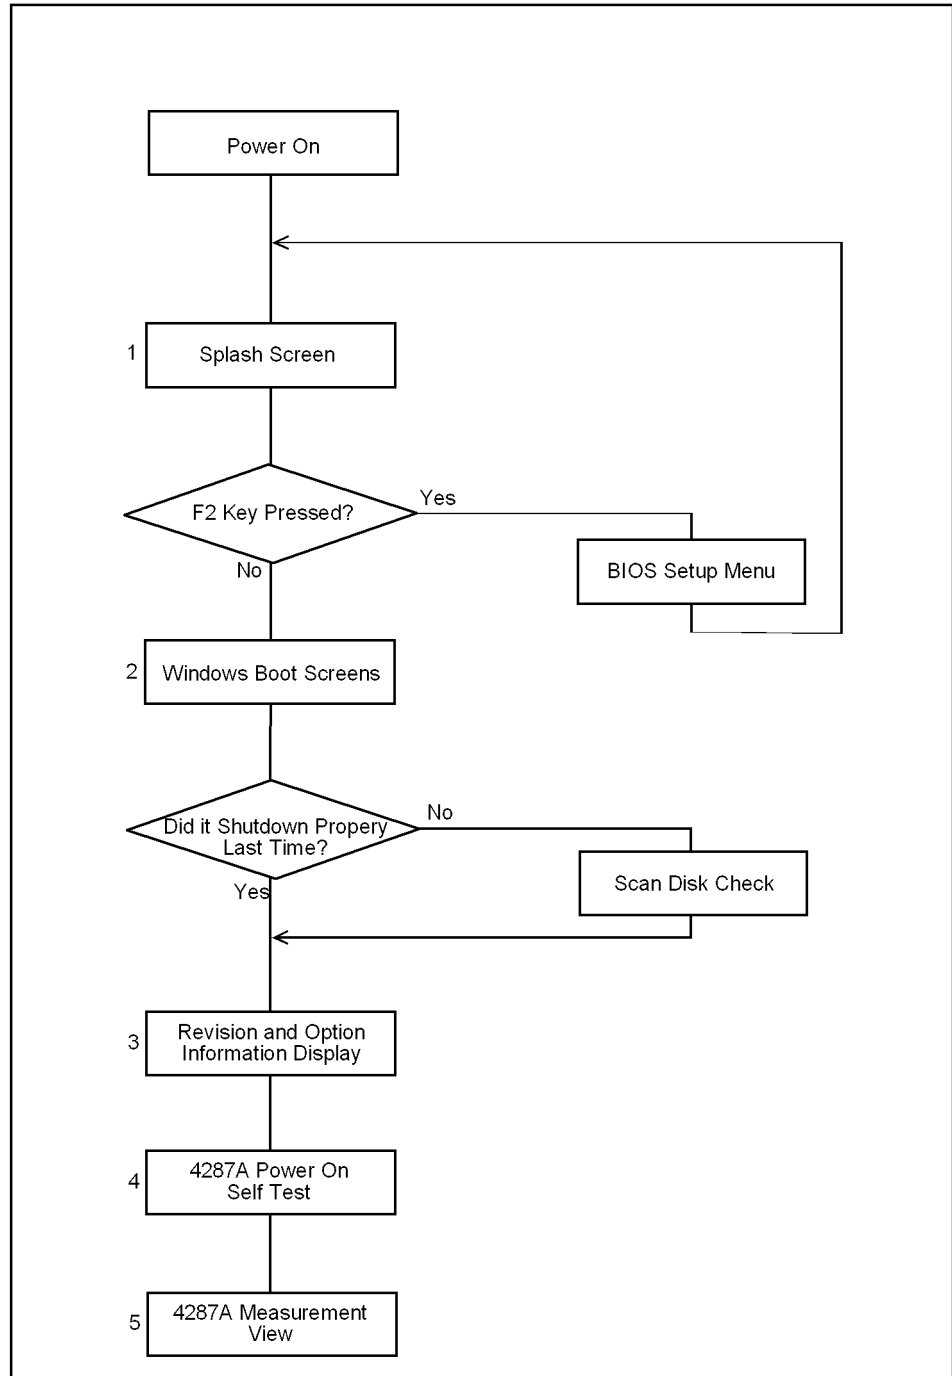 Power On
1
Splash Screen
F2 Key Pressed?
Yes
No
BIOS Setup Menu
2
Windows Boot Screens
Did it Shutdown Propery
Last Time?
No
Yes
Scan Disk Check
3
Revision and Option
Information Display
4
4287A Power On
Self Test
5
4287A Measurement
View